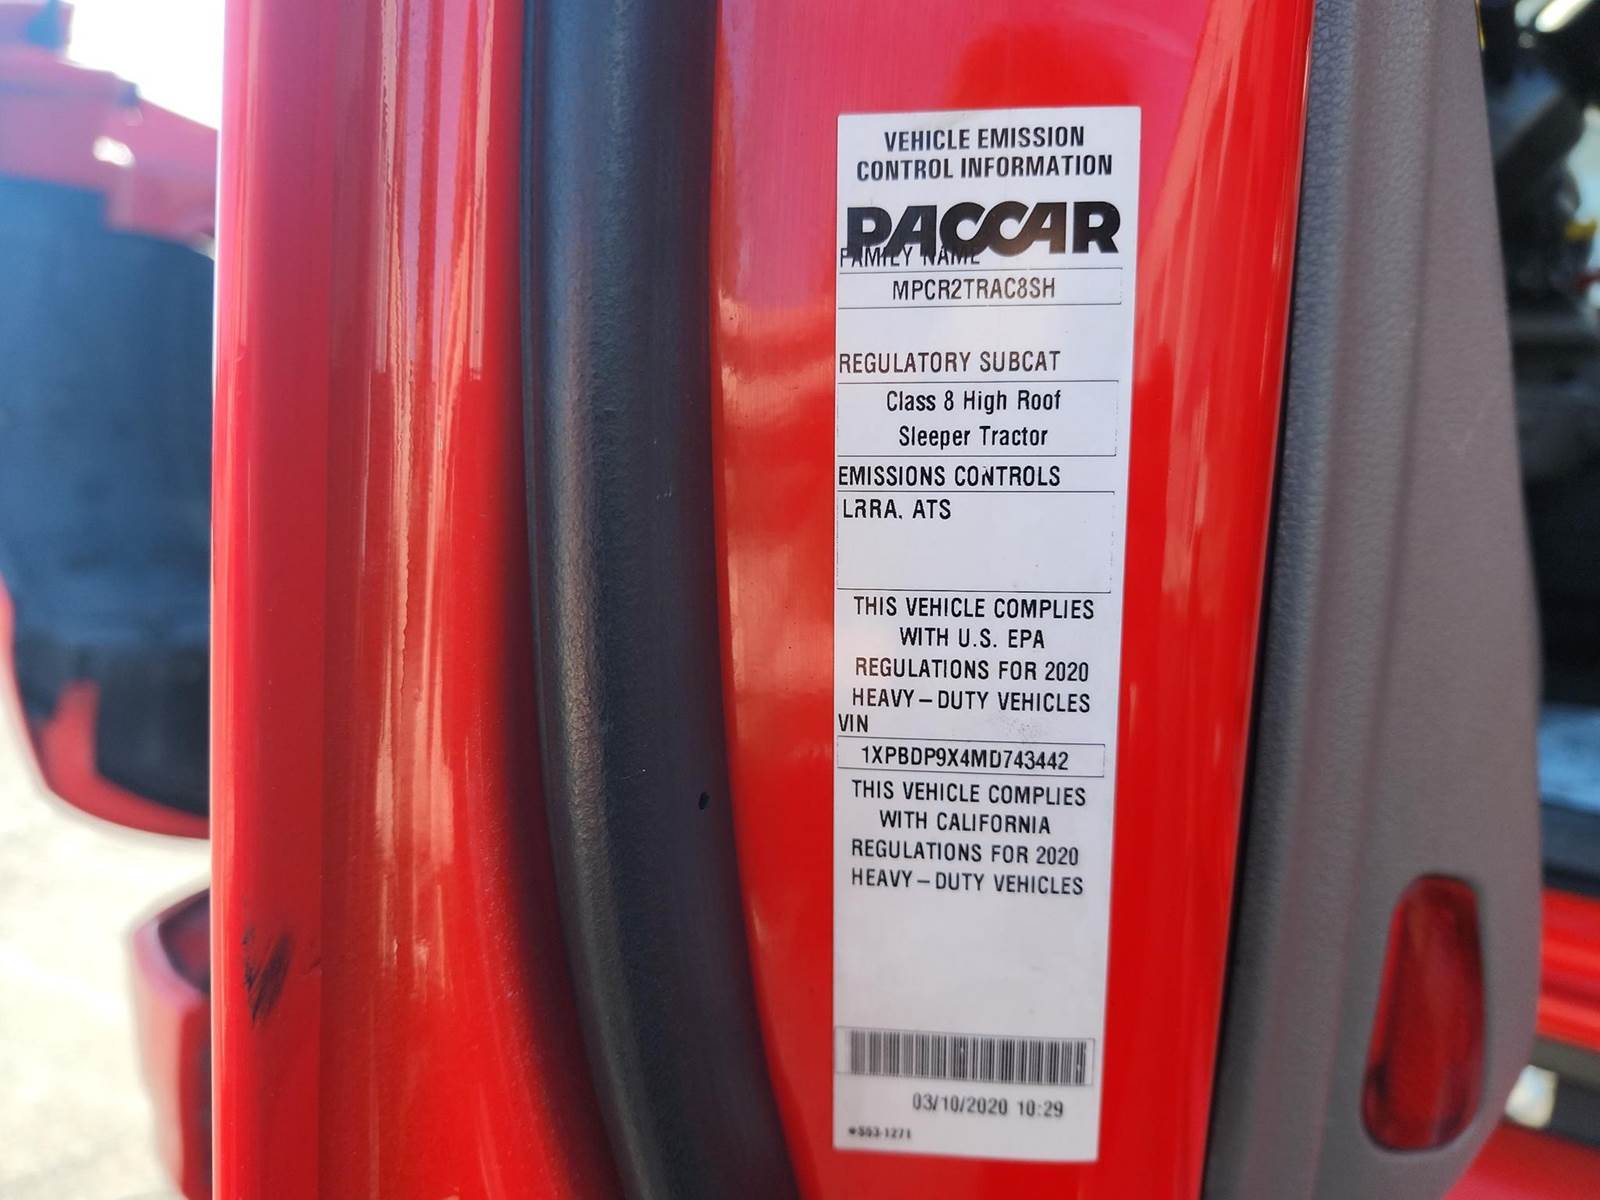 VEHICLE EMISSION
CONTROL INFORMATION
PACCAR
FAMILY NAME
MPCR2TRAC8SH
REGULATORY SUBCAT
Class 8 High Roof
Sleeper Tractor
EMISSIONS CONTROLS
LRRA, ATS
THIS VEHICLE COMPLIES
WITH U.S. EPA
REGULATIONS FOR 2020
HEAVY-DUTY VEHICLES
VIN
1XPBDP9X4MD743442
THIS VEHICLE COMPLIES
WITH CALIFORNIA
REGULATIONS FOR 2020
HEAVY-DUTY VEHICLES
03/10/2020 10:29
*S53-1271